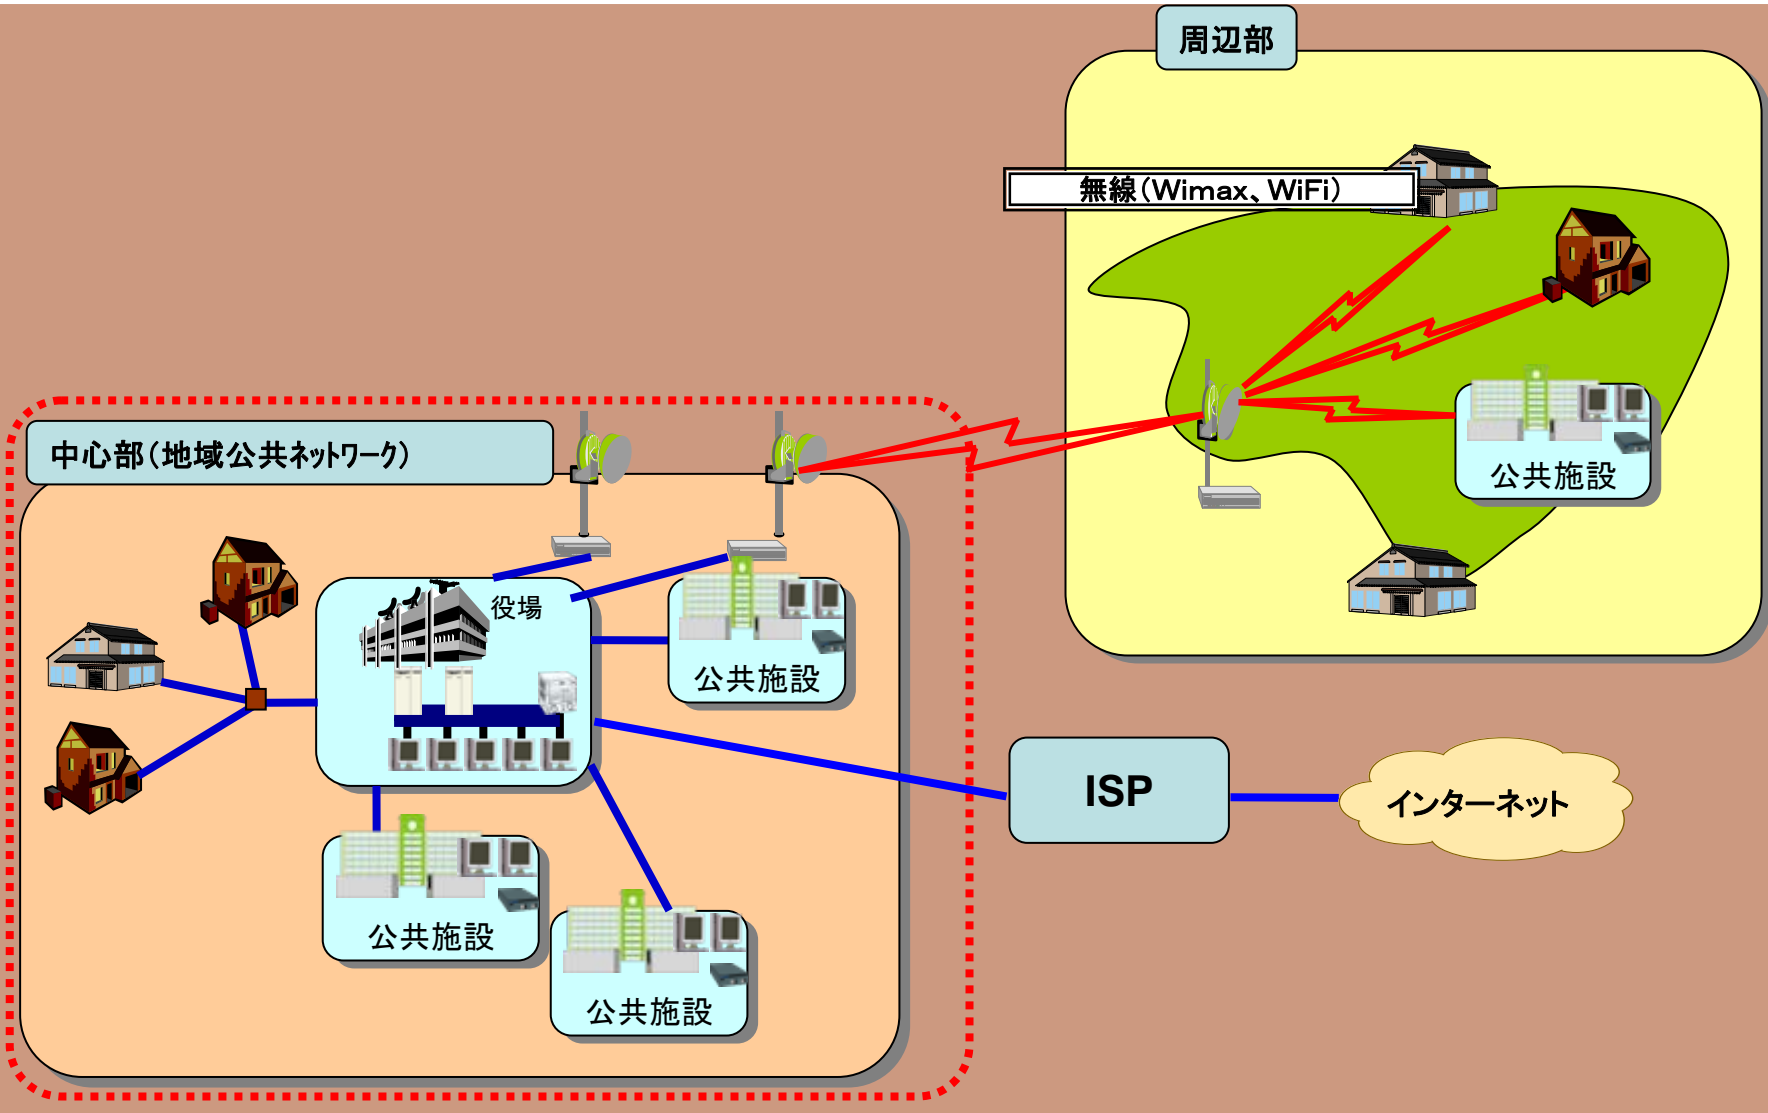 周辺部
無線（Wimax、WiFi）
公共施設
中心部（地域公共ネットワーク）
役場
公共施設
ISP
インターネット
公共施設
公共施設